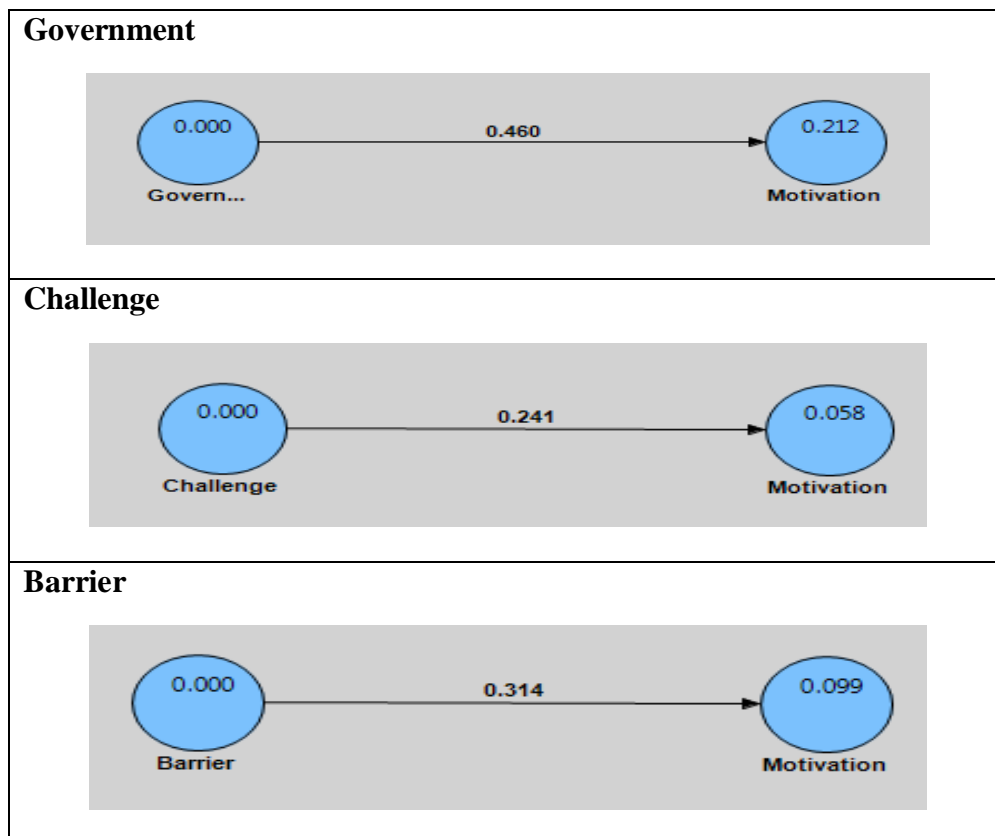 Government
0.000 0.460 0.212
Govern... Motivation
Challenge
0.000 0.241 0.058
Challenge Motivation
Barrier
0.000 0.314 0.099
Barrier Motivation